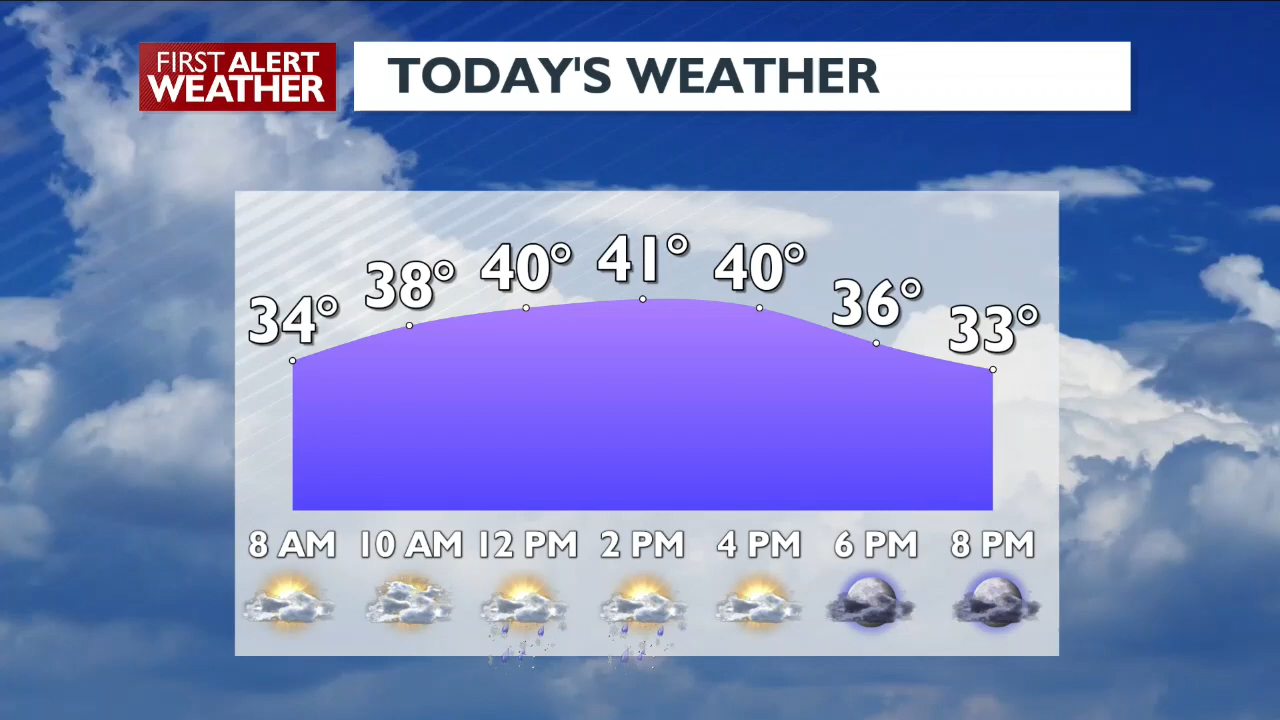 FIRST ALERT
WEATHER
TODAY'S WEATHER
34° 38° 40° 41° 40° 36° 33°
8 AM 10 AM 12 PM 2 PM 4 PM 6 PM 8 PM